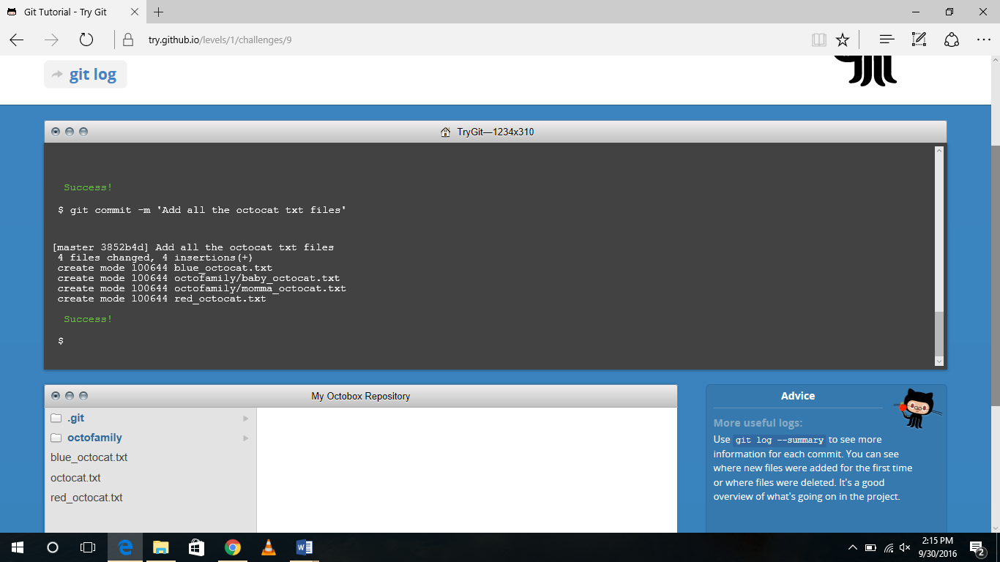 Git Tutorial - Try Git
try.github.io/levels/1/challenges/9
git log
TryGit—1234x310
Success!
$ git commit -m 'Add all the octocat txt files'
[master 3852b4d] Add all the octocat txt files
4 files changed, 4 insertions(+)
create mode 100644 blue_octocat.txt
create mode 100644 octofamily/baby_octocat.txt
create mode 100644 octofamily/momma_octocat.txt
create mode 100644 red_octocat.txt
Success!
$
My Octobox Repository
.git
octofamily
blue_octocat.txt
octocat.txt
red_octocat.txt
Advice
More useful logs:
Use git log --summary to see more
information for each commit. You can see
where new files were added for the first time
or where files were deleted. It's a good
overview of what's going on in the project.
2:15 PM
9/30/2016
2